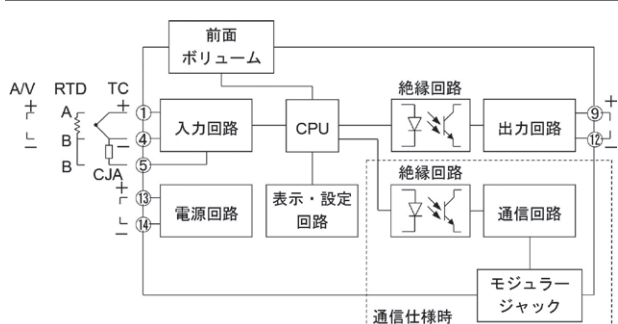 前面
ボリューム
A/V RTD TC
絶縁回路
+ A + ① 入力回路 CPU 出力回路 ⑨ +
− B − ④ ⑫ −
B ⑤
CJA
絶縁回路
+ ⑬ 電源回路 表示・設定
回路
通信回路
− ⑭
モジュラー
ジャック
通信仕様時